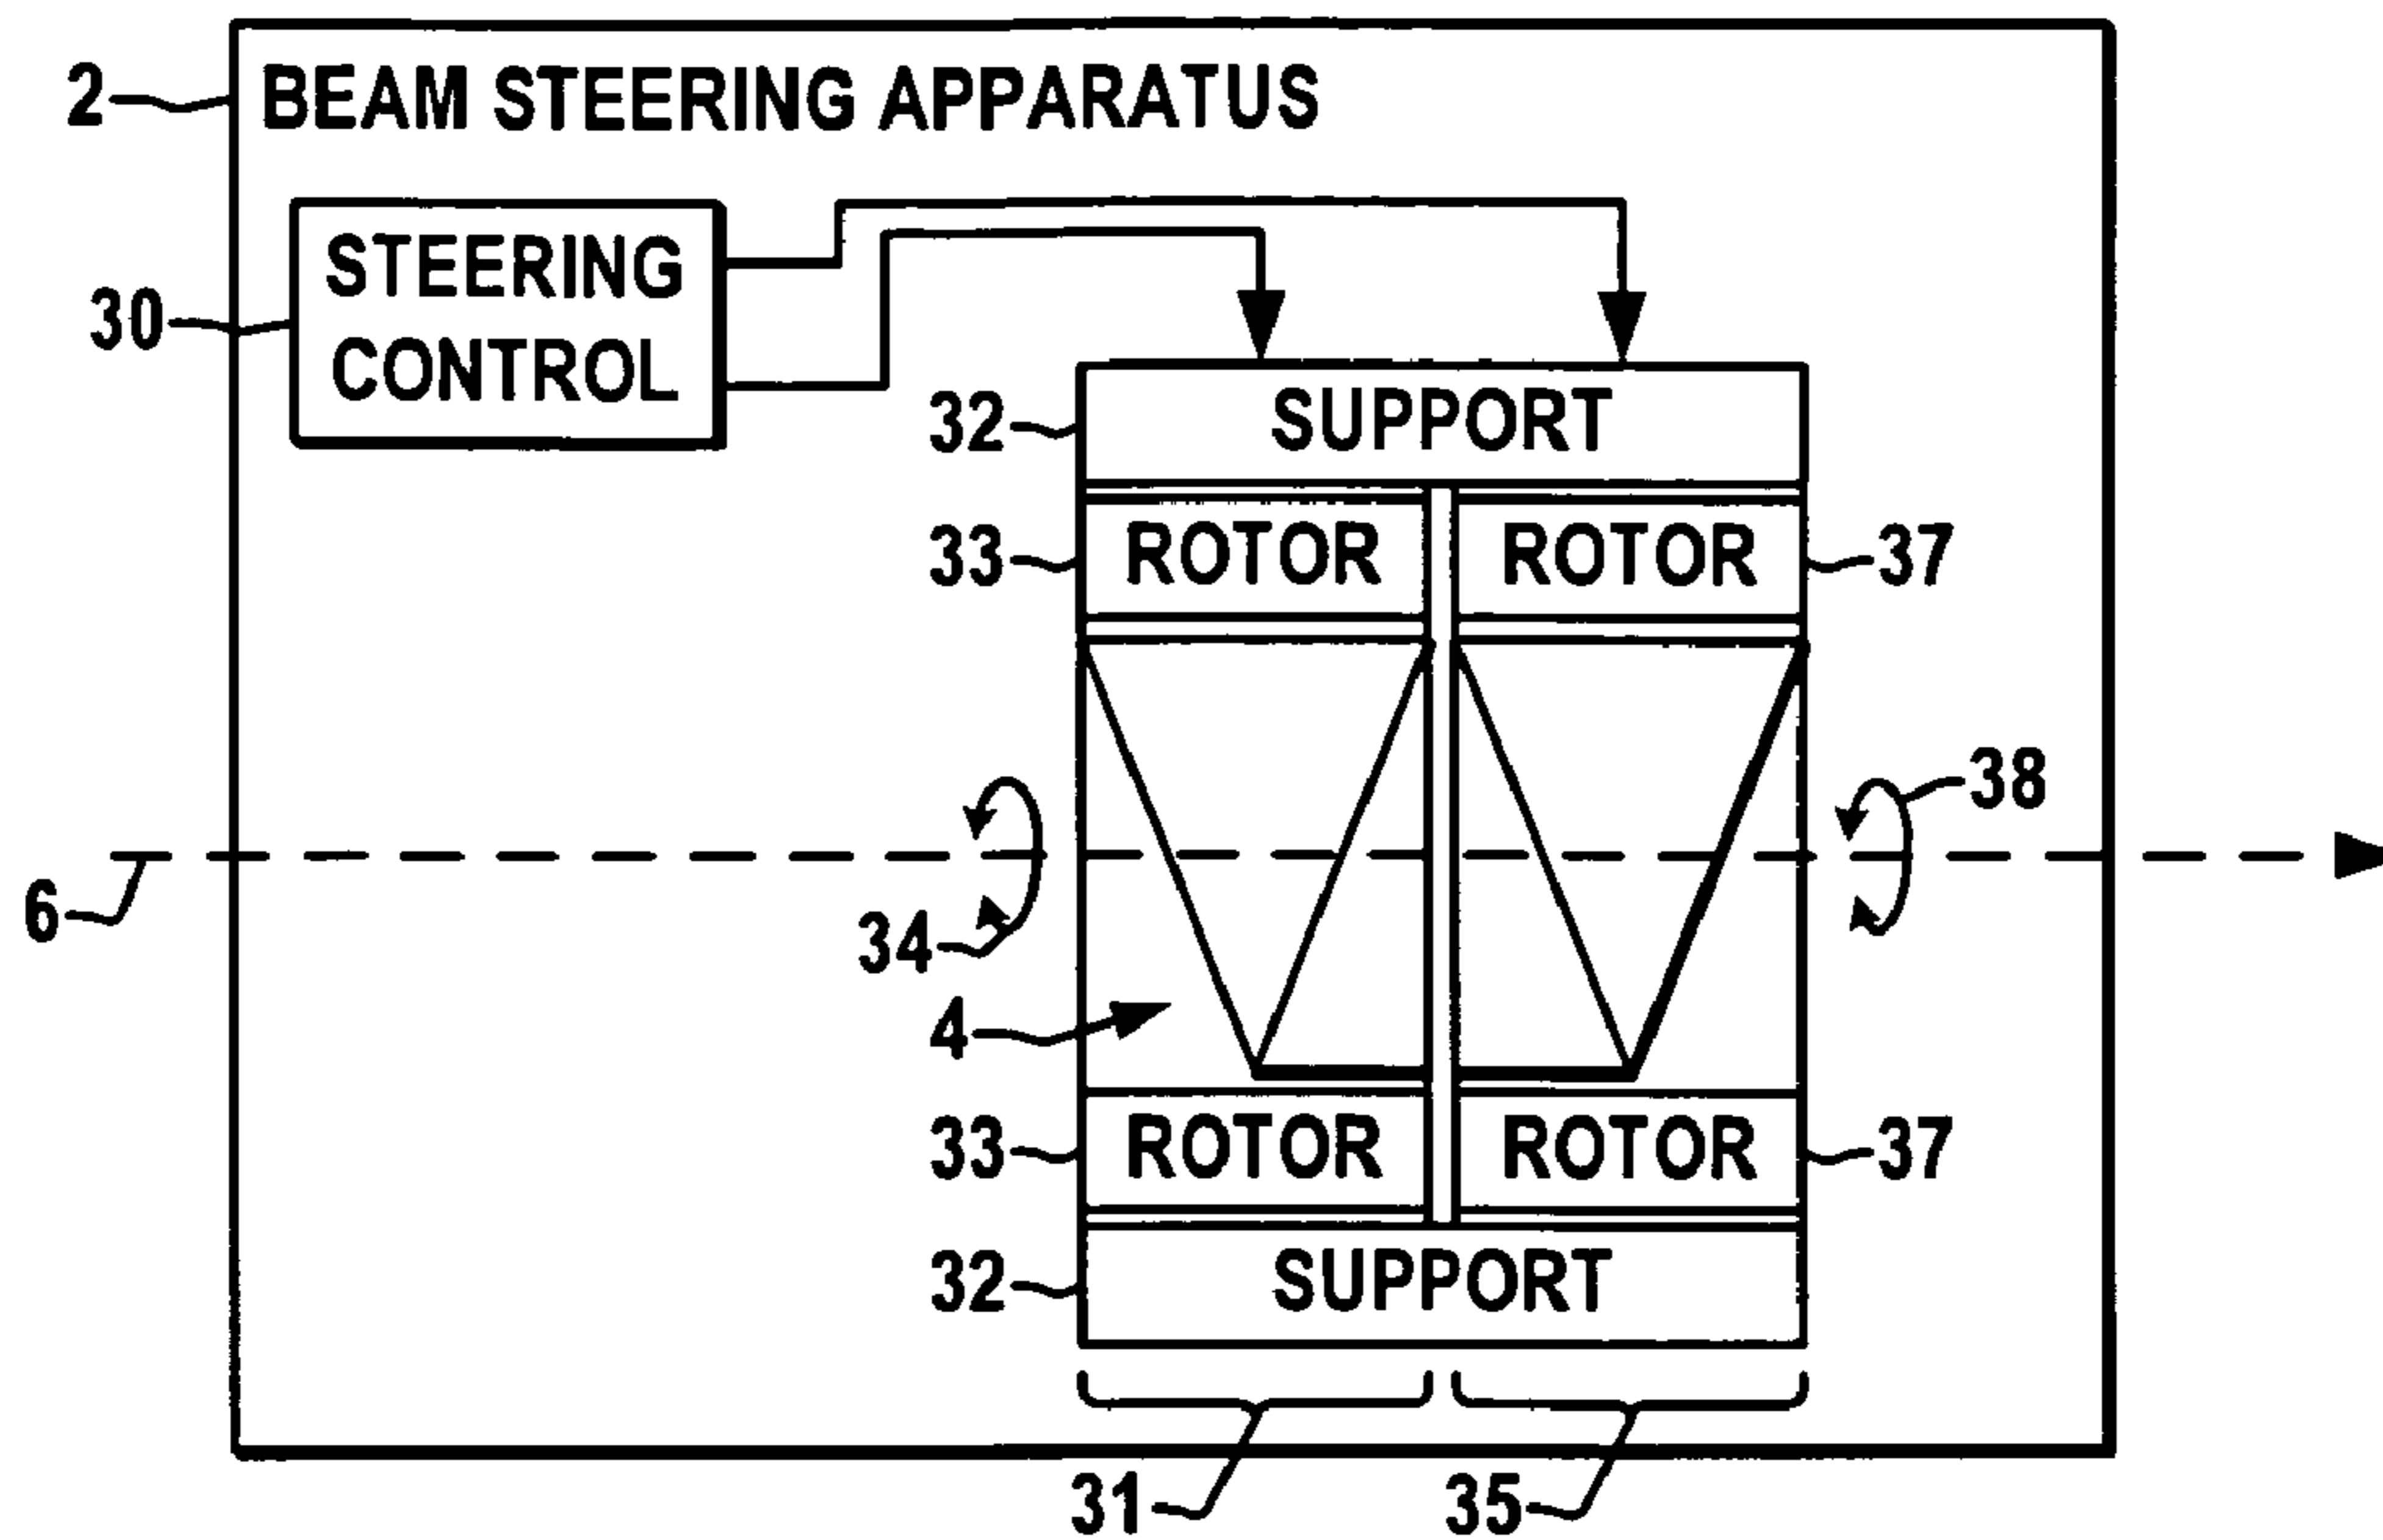 2 BEAM STEERING APPARATUS
STEERING
30 CONTROL
32 SUPPORT
33 ROTOR ROTOR 37
38
6
34
4
33 ROTOR ROTOR 37
32 SUPPORT
31 35